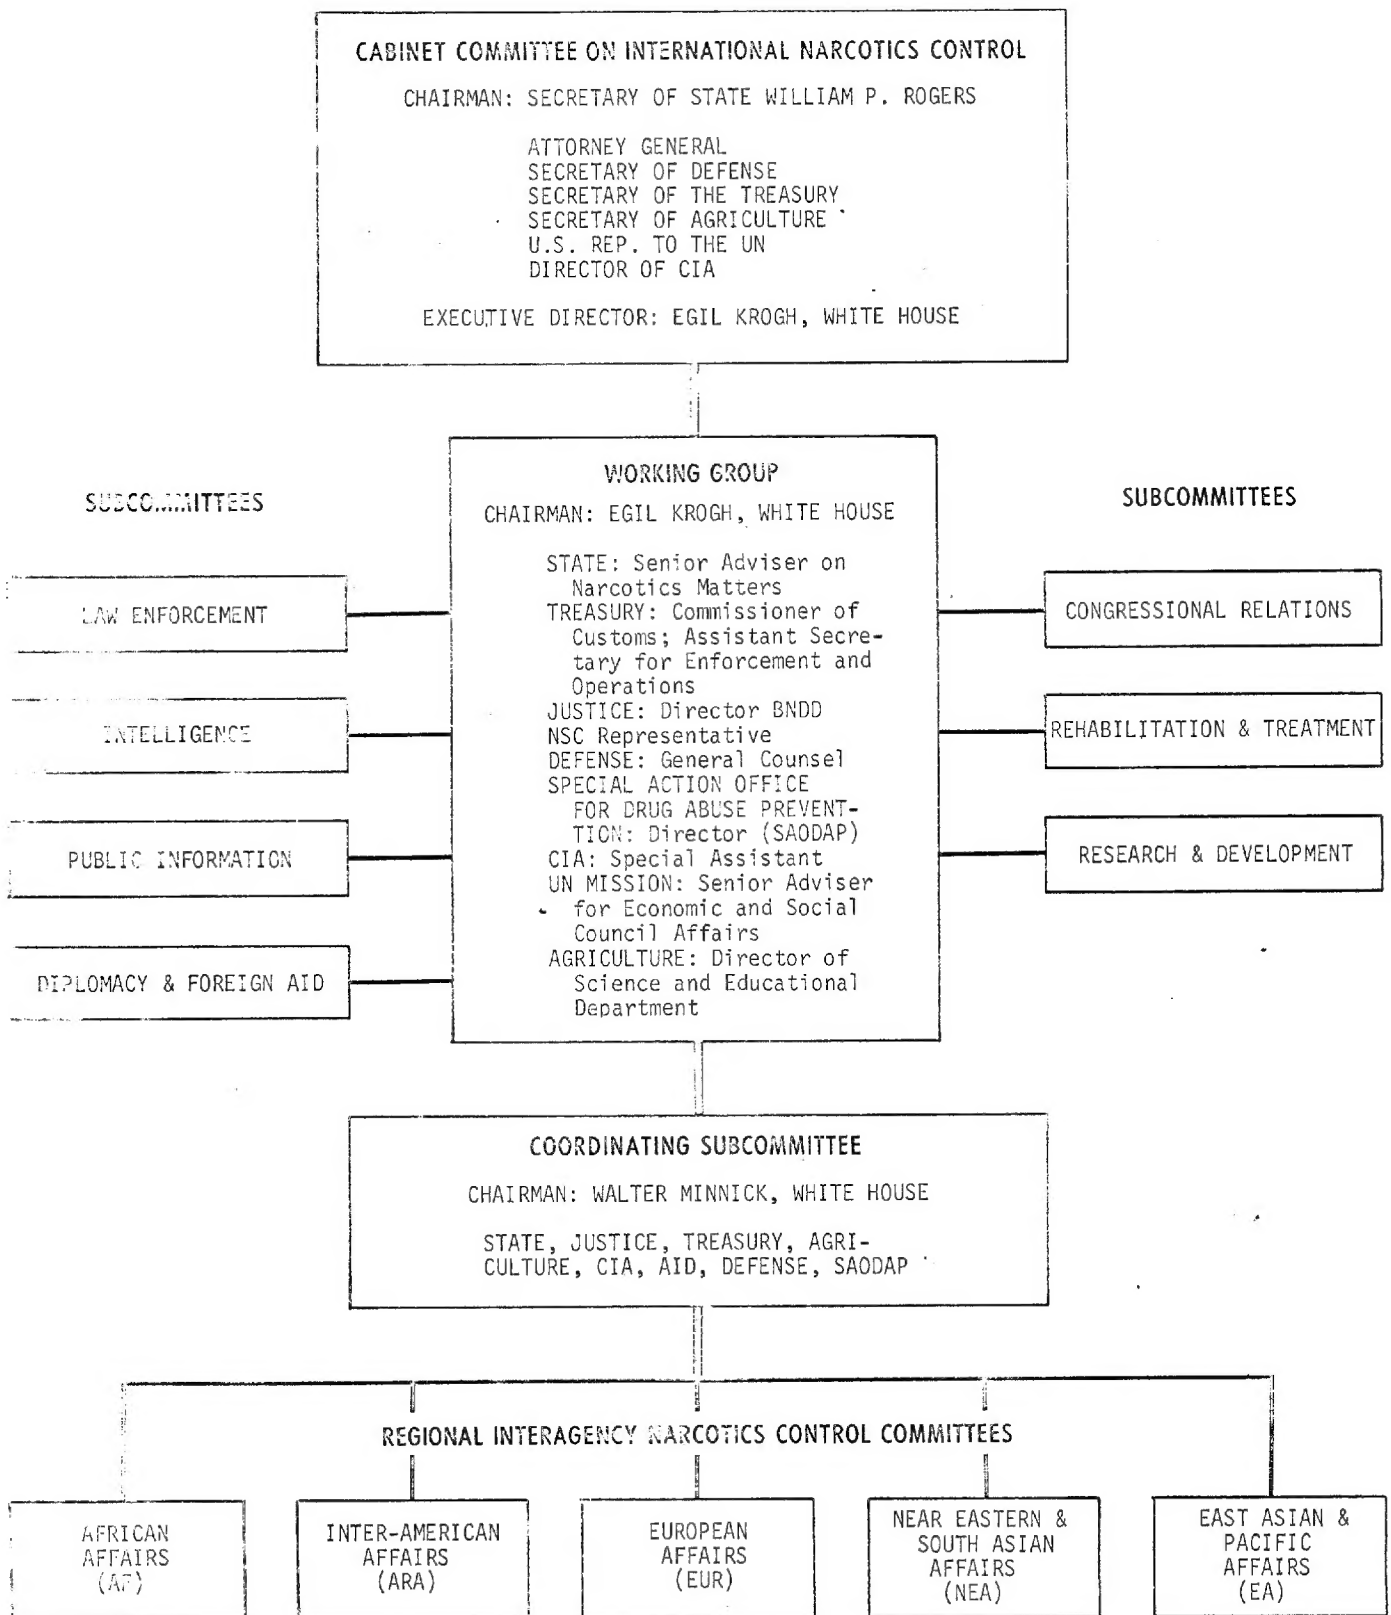 CABINET COMMITTEE ON INTERNATIONAL NARCOTICS CONTROL
CHAIRMAN: SECRETARY OF STATE WILLIAM P. ROGERS
ATTORNEY GENERAL
SECRETARY OF DEFENSE
SECRETARY OF THE TREASURY
SECRETARY OF AGRICULTURE
U.S. REP. TO THE UN
DIRECTOR OF CIA
EXECUTIVE DIRECTOR: EGIL KROGH, WHITE HOUSE
SUBCOMMITTEES
LAW ENFORCEMENT
INTELLIGENCE
PUBLIC INFORMATION
DIPLOMACY & FOREIGN AID
WORKING GROUP
CHAIRMAN: EGIL KROGH, WHITE HOUSE
STATE: Senior Adviser on
Narcotics Matters
TREASURY: Commissioner of
Customs; Assistant Secre-
tary for Enforcement and
Operations
JUSTICE: Director BNDD
NSC Representative
DEFENSE: General Counsel
SPECIAL ACTION OFFICE
FOR DRUG ABUSE PREVENT-
TION: Director (SAODAP)
CIA: Special Assistant
UN MISSION: Senior Adviser
for Economic and Social
Council Affairs
AGRICULTURE: Director of
Science and Educational
Department
SUBCOMMITTEES
CONGRESSIONAL RELATIONS
REHABILITATION & TREATMENT
RESEARCH & DEVELOPMENT
COORDINATING SUBCOMMITTEE
CHAIRMAN: WALTER MINNICK, WHITE HOUSE
STATE, JUSTICE, TREASURY, AGRI-
CULTURE, CIA, AID, DEFENSE, SAODAP
REGIONAL INTERAGENCY NARCOTICS CONTROL COMMITTEES
AFRICAN
AFFAIRS
(AF)
INTER-AMERICAN
AFFAIRS
(ARA)
EUROPEAN
AFFAIRS
(EUR)
NEAR EASTERN &
SOUTH ASIAN
AFFAIRS
(NEA)
EAST ASIAN &
PACIFIC
AFFAIRS
(EA)